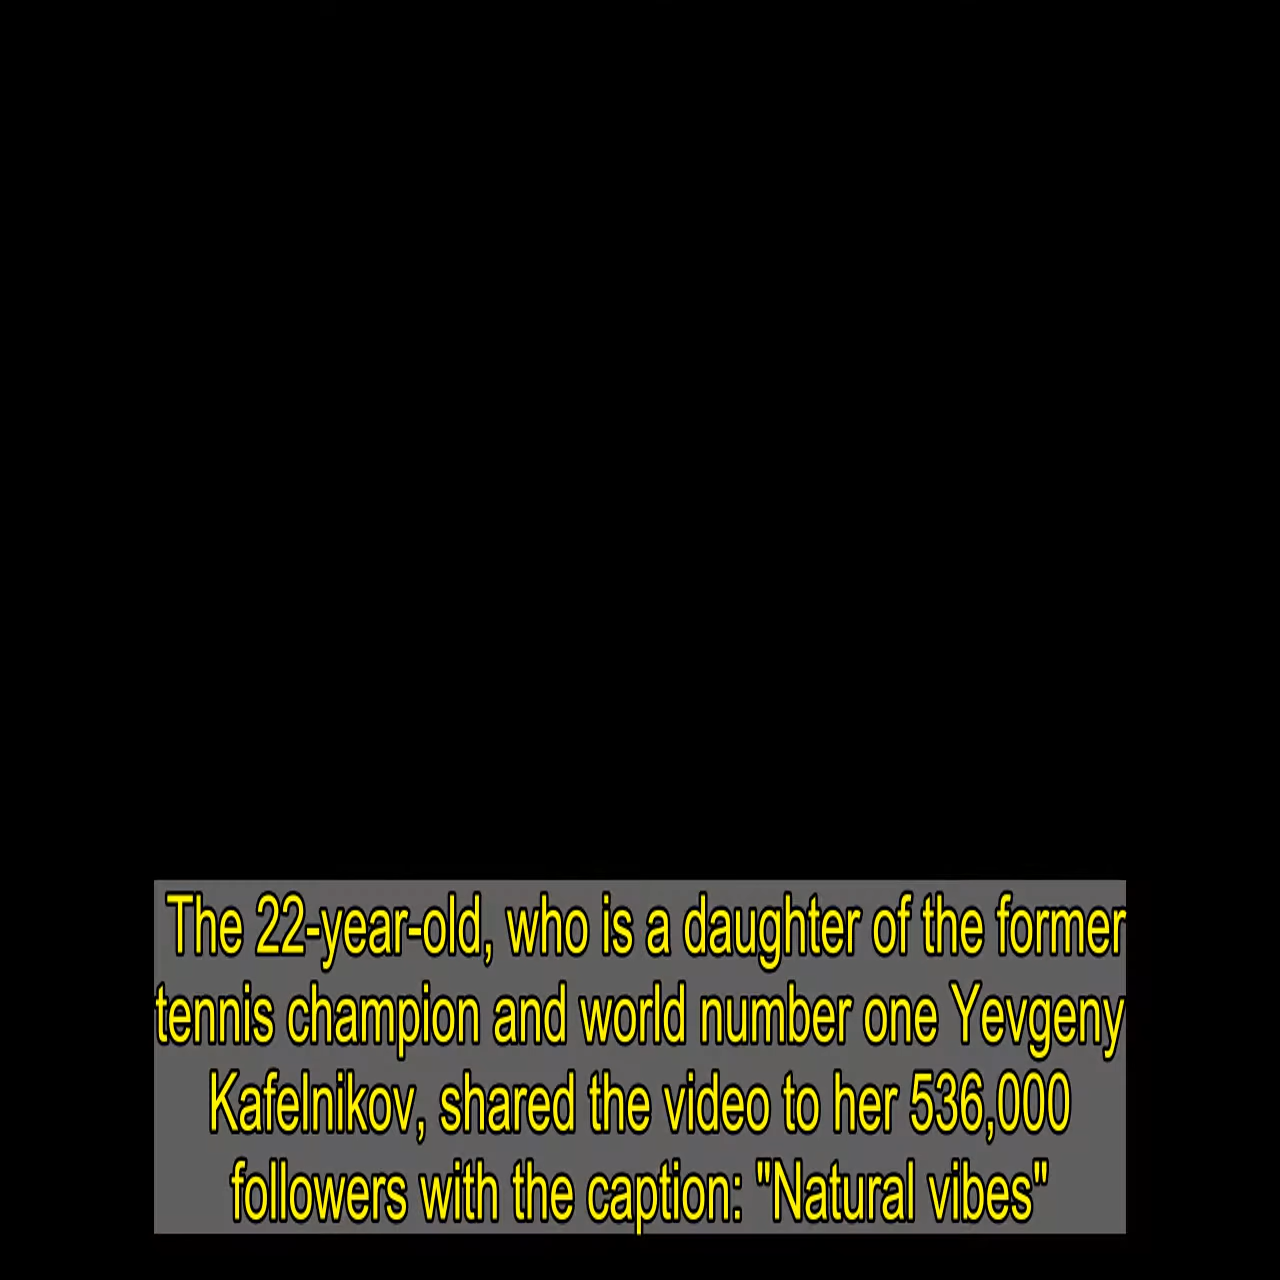 The 22-year-old, who is a daughter of the former
tennis champion and world number one Yevgeny
Kafelnikov, shared the video to her 536,000
followers with the caption: "Natural vibes"